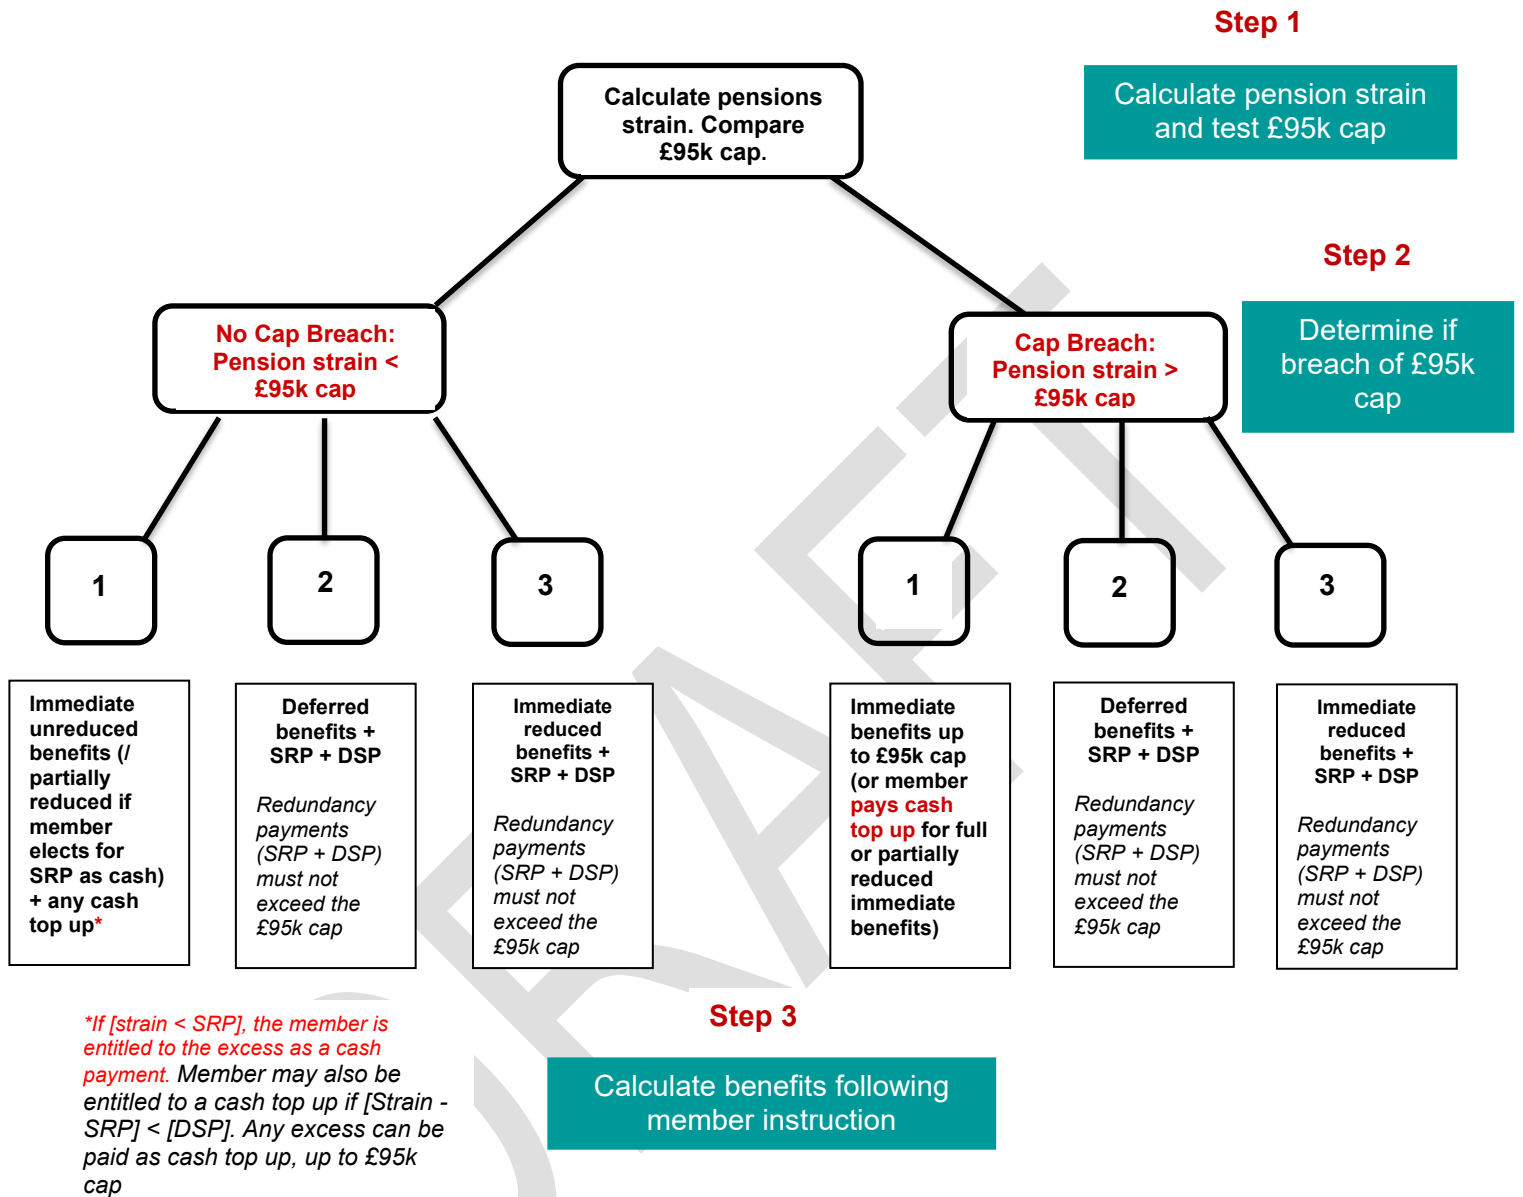 Step 1
Calculate pension strain
and test £95k cap
Calculate pensions
strain. Compare
£95k cap.
Step 2
Determine if
breach of £95k
cap
No Cap Breach:
Pension strain <
£95k cap
Cap Breach:
Pension strain >
£95k cap
1
2
3
1
2
3
Immediate
unreduced
benefits (/
partially
reduced if
member
elects for
SRP as cash)
+ any cash
top up*
Deferred
benefits +
SRP + DSP
Redundancy
payments
(SRP + DSP)
must not
exceed the
£95k cap
Immediate
reduced
benefits +
SRP + DSP
Redundancy
payments
(SRP + DSP)
must not
exceed the
£95k cap
Immediate
benefits up
to £95k cap
(or member
pays cash
top up for full
or partially
reduced
immediate
benefits)
Deferred
benefits +
SRP + DSP
Redundancy
payments
(SRP + DSP)
must not
exceed the
£95k cap
Immediate
reduced
benefits +
SRP + DSP
Redundancy
payments
(SRP + DSP)
must not
exceed the
£95k cap
*If [strain < SRP], the member is
entitled to the excess as a cash
payment. Member may also be
entitled to a cash top up if [Strain -
SRP] < [DSP]. Any excess can be
paid as cash top up, up to £95k
cap
Step 3
Calculate benefits following
member instruction
DRAFT